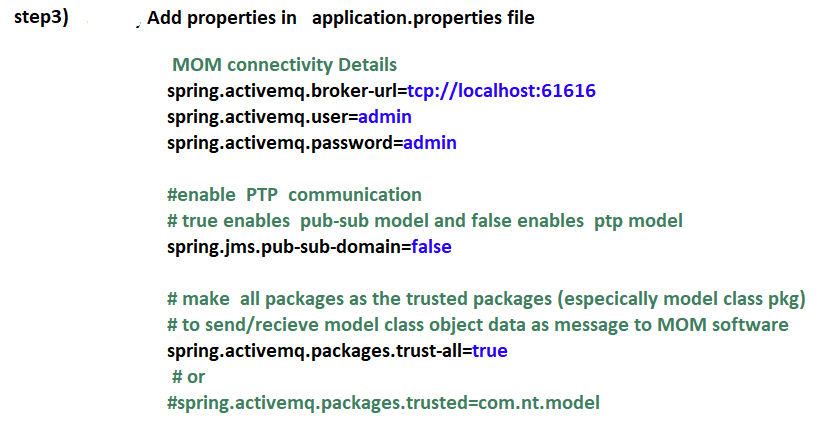 step3) Add properties in application.properties file
MOM connectivity Details
spring.activemq.broker-url=tcp://localhost:61616
spring.activemq.user=admin
spring.activemq.password=admin
#enable PTP communication
# true enables pub-sub model and false enables ptp model
spring.jms.pub-sub-domain=false
# make all packages as the trusted packages (especically model class pkg)
# to send/recieve model class object data as message to MOM software
spring.activemq.packages.trust-all=true
# or
#spring.activemq.packages.trusted=com.nt.model